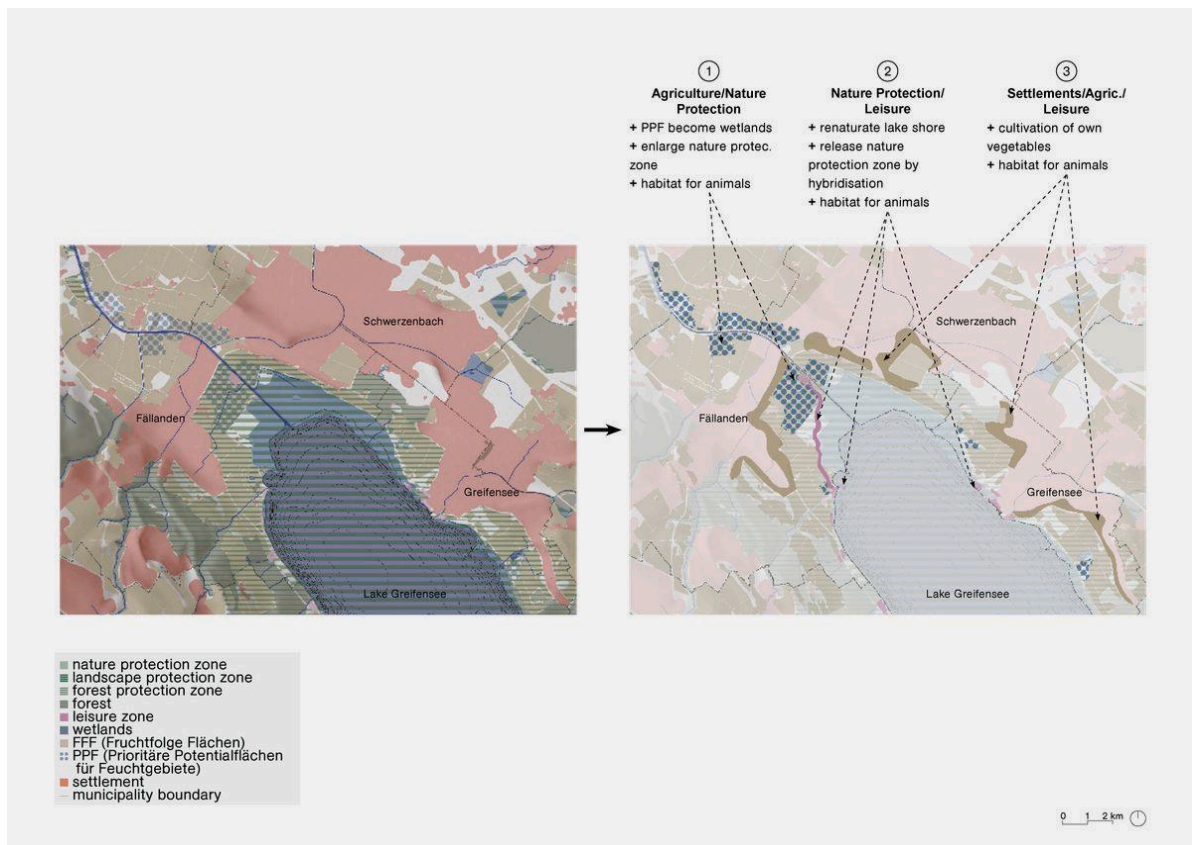 1
Agriculture/Nature
Protection
+ PPF become wetlands
+ enlarge nature protec.
zone
+ habitat for animals
2
Nature Protection/
Leisure
+ renaturate lake shore
+ release nature
protection zone by
hybridisation
+ habitat for animals
3
Settlements/Agric./
Leisure
+ cultivation of own
vegetables
+ habitat for animals
Schwerzenbach
Fällanden
Greifensee
Lake Greifensee
Schwerzenbach
Fällanden
Greifensee
Lake Greifensee
nature protection zone
landscape protection zone
forest protection zone
forest
leisure zone
wetlands
FFF (Fruchtfolge Flächen)
PPF (Prioritäre Potentialflächen
für Feuchtgebiete)
settlement
municipality boundary
0 1 2 km